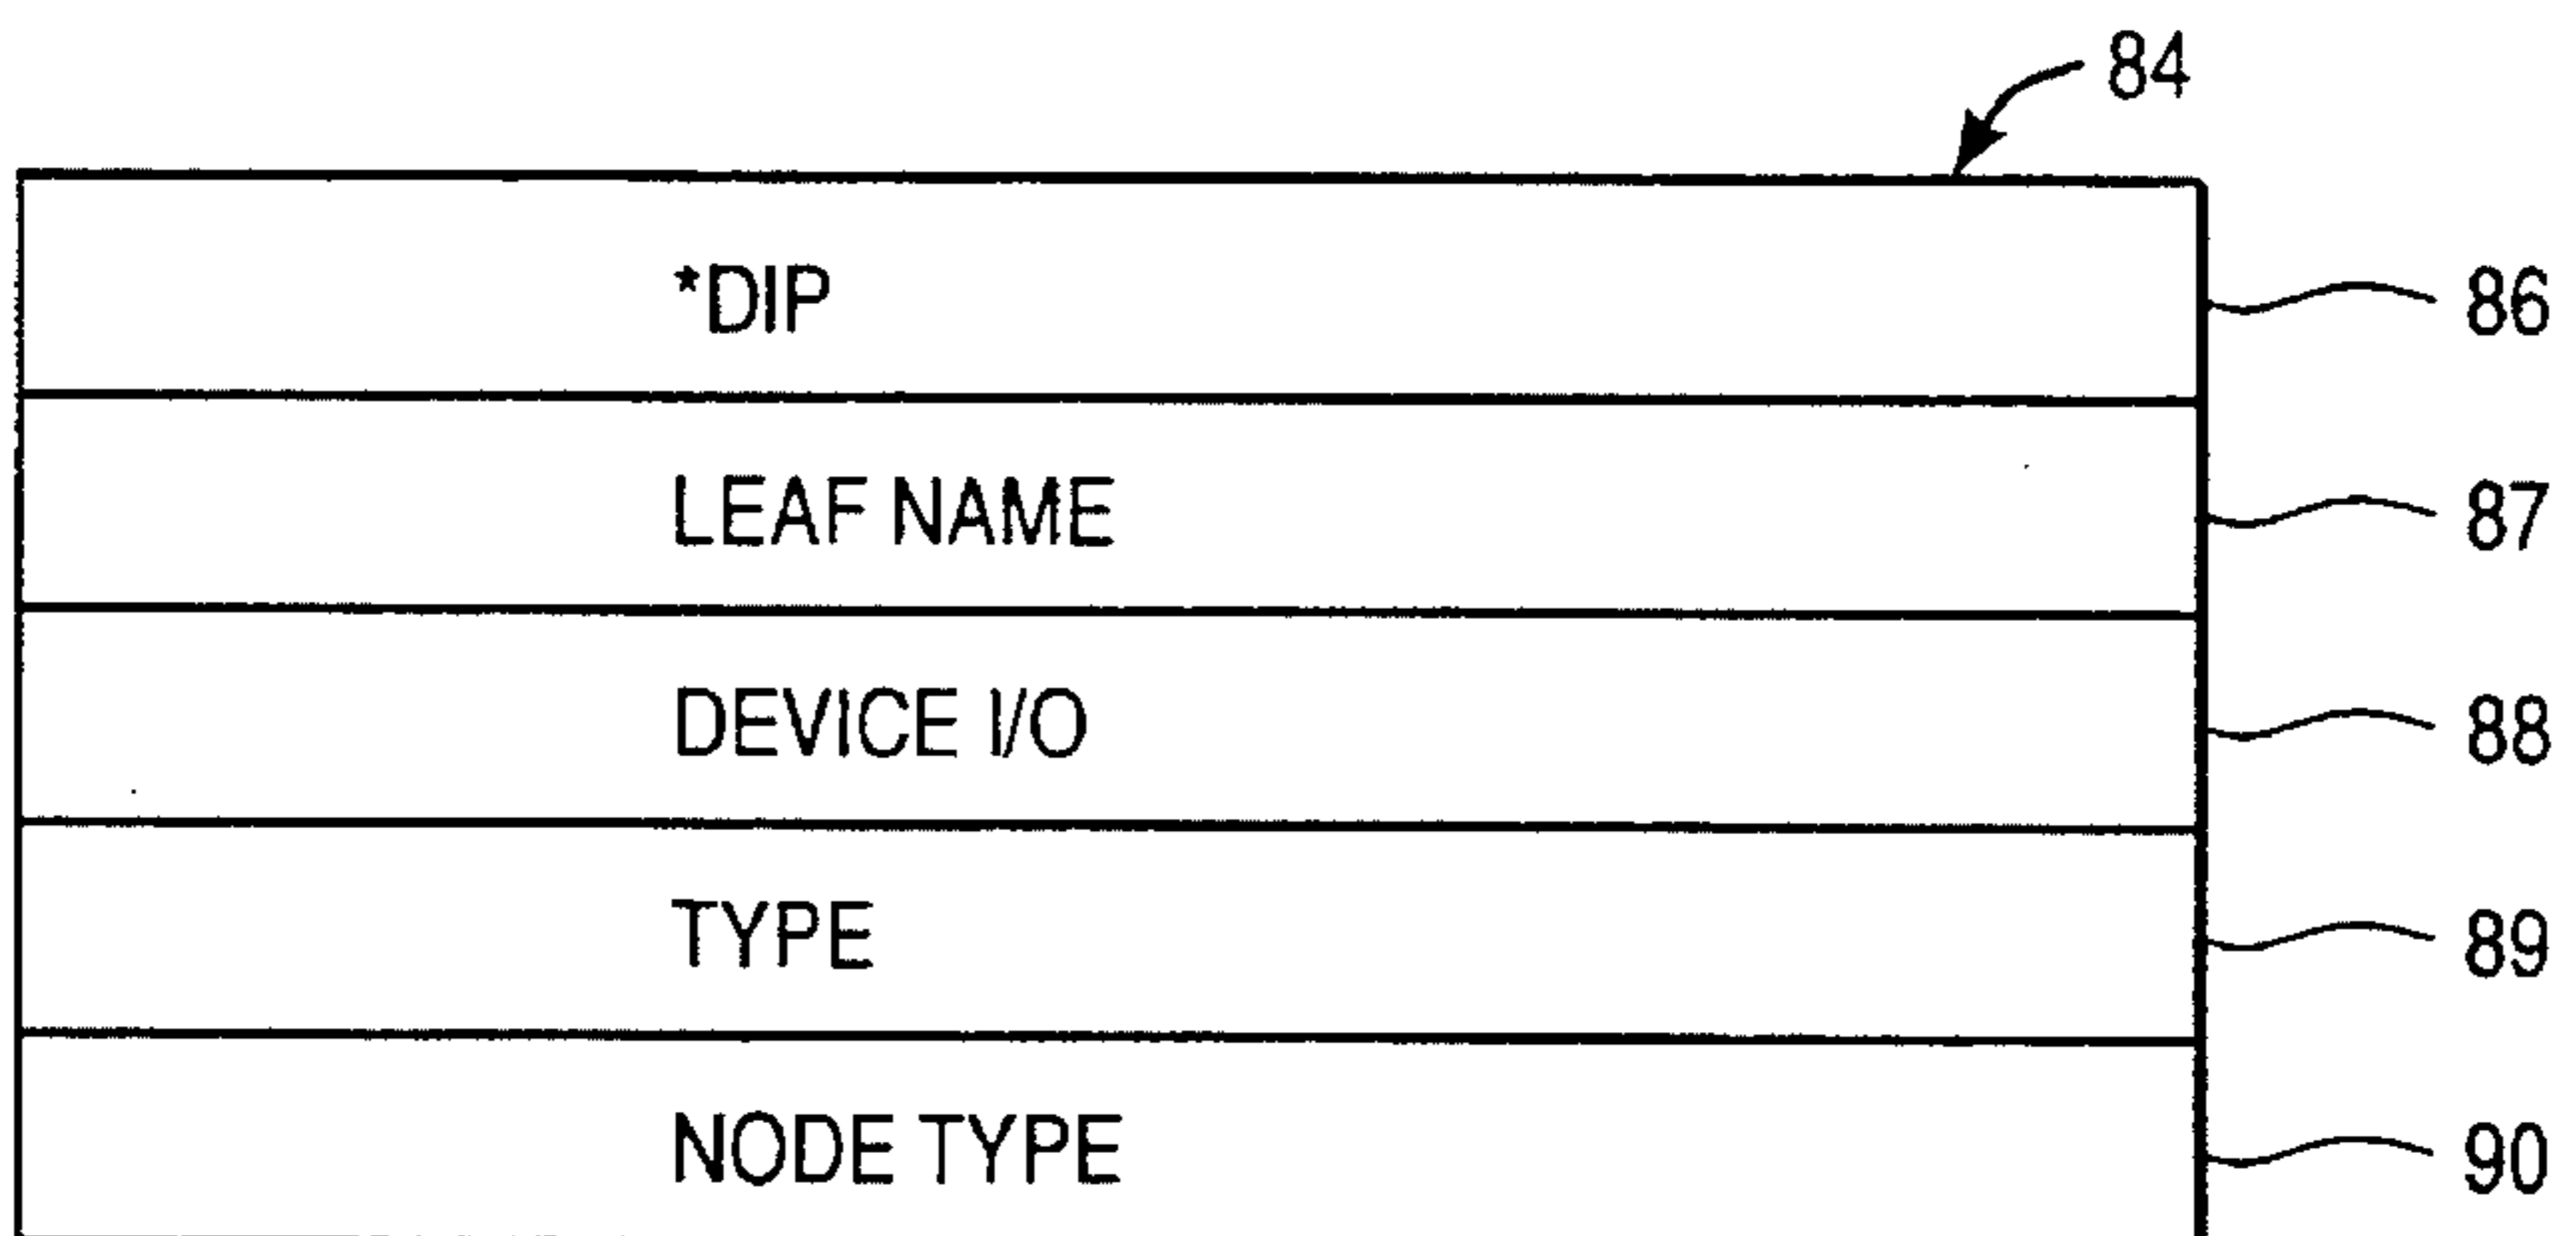 84
*DIP 86
LEAF NAME 87
DEVICE I/O 88
TYPE 89
NODE TYPE 90